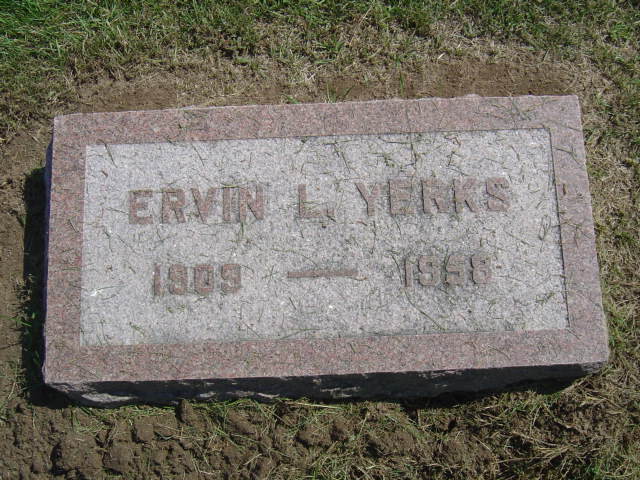 ERVIN L. YERKS
1909 — 1958